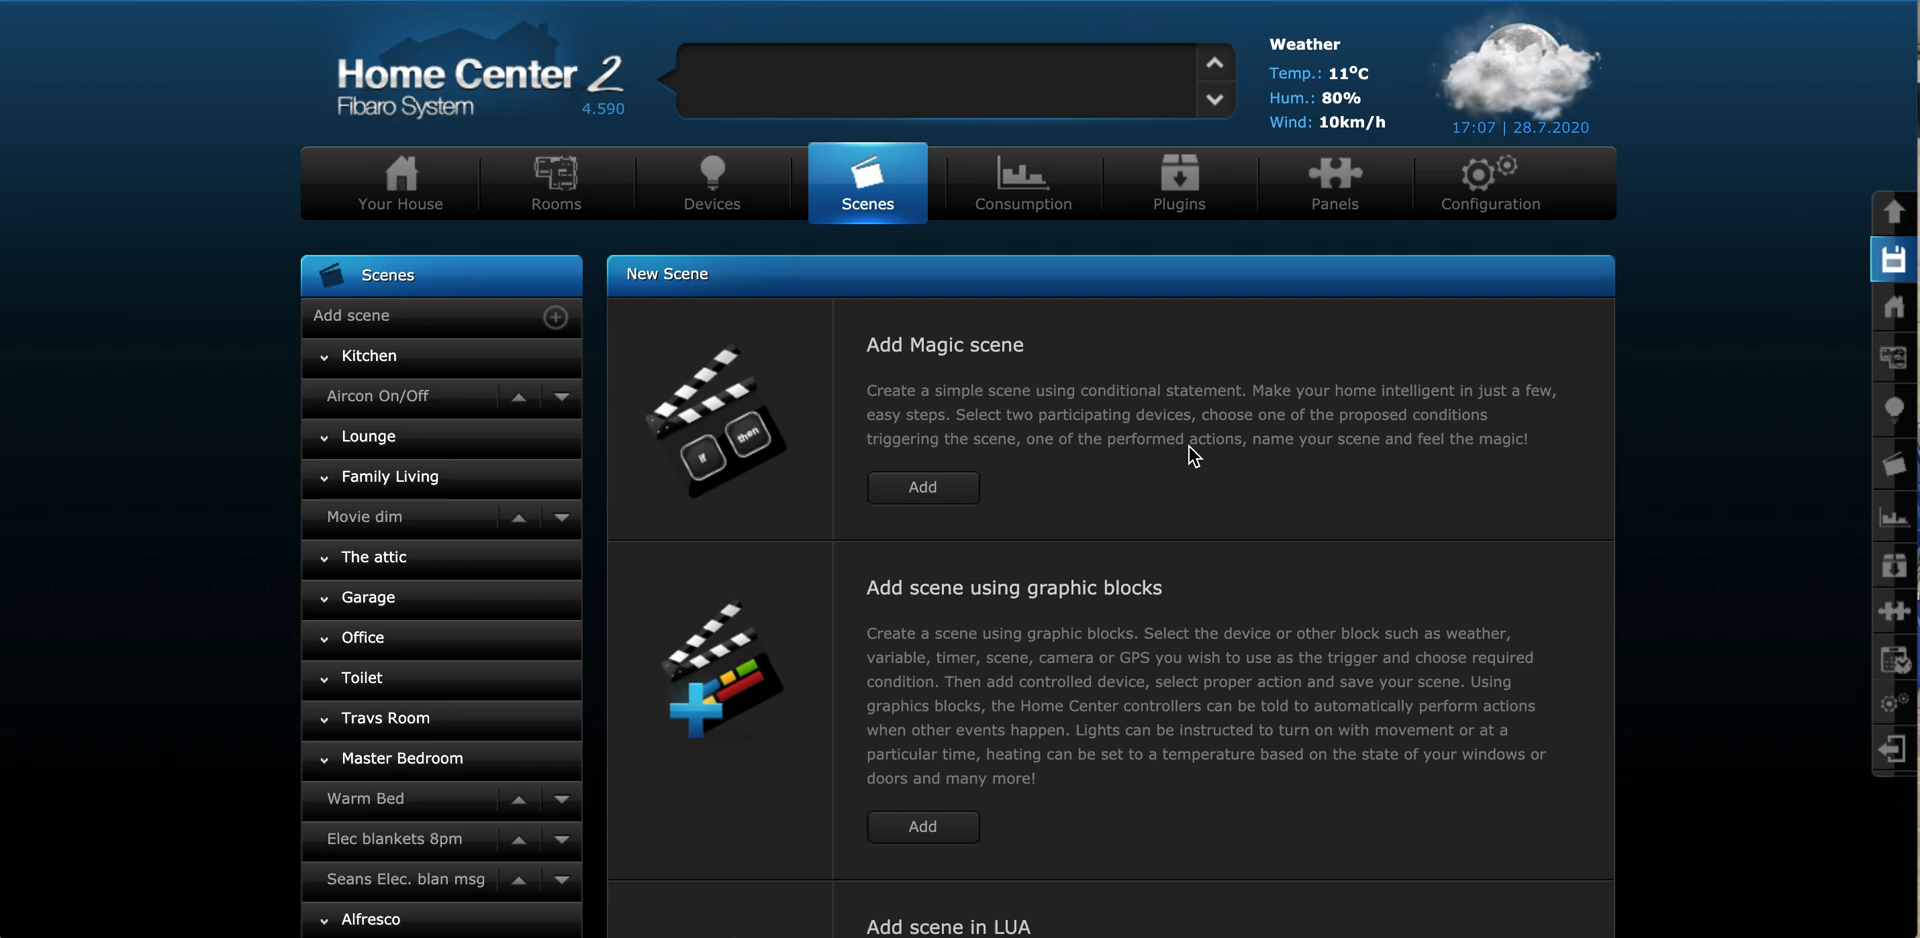 Home Center 2
Fibaro System
4.590
Weather
Temp.: 11°C
Hum.: 80%
Wind: 10km/h
17:07 | 28.7.2020
Your House
Rooms
Devices
Scenes
Consumption
Plugins
Panels
Configuration
Scenes
Add scene
Kitchen
Aircon On/Off
Lounge
Family Living
Movie dim
The attic
Garage
Office
Toilet
Travs Room
Master Bedroom
Warm Bed
Elec blankets 8pm
Seans Elec. blan msg
Alfresco
New Scene
if
then
Add Magic scene
Create a simple scene using conditional statement. Make your home intelligent in just a few,
easy steps. Select two participating devices, choose one of the proposed conditions
triggering the scene, one of the performed actions, name your scene and feel the magic!
Add
Add scene using graphic blocks
Create a scene using graphic blocks. Select the device or other block such as weather,
variable, timer, scene, camera or GPS you wish to use as the trigger and choose required
condition. Then add controlled device, select proper action and save your scene. Using
graphics blocks, the Home Center controllers can be told to automatically perform actions
when other events happen. Lights can be instructed to turn on with movement or at a
particular time, heating can be set to a temperature based on the state of your windows or
doors and many more!
Add
Add scene in LUA